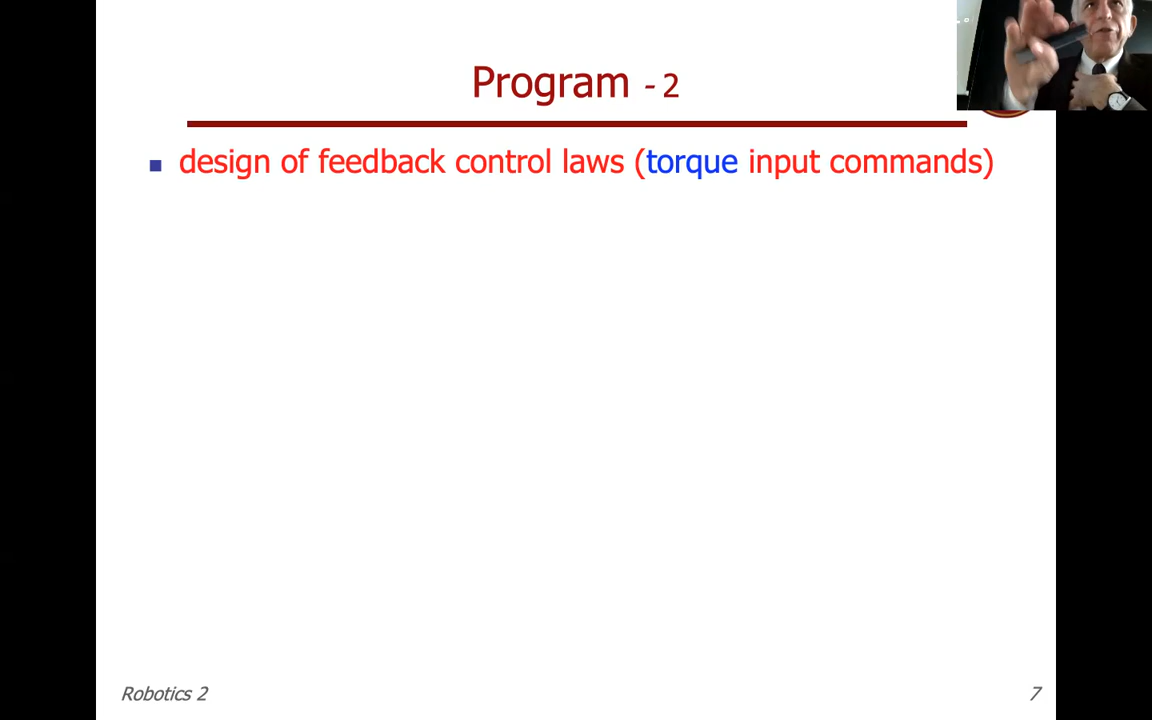 Program - 2
design of feedback control laws (torque input commands)
Robotics 2
7